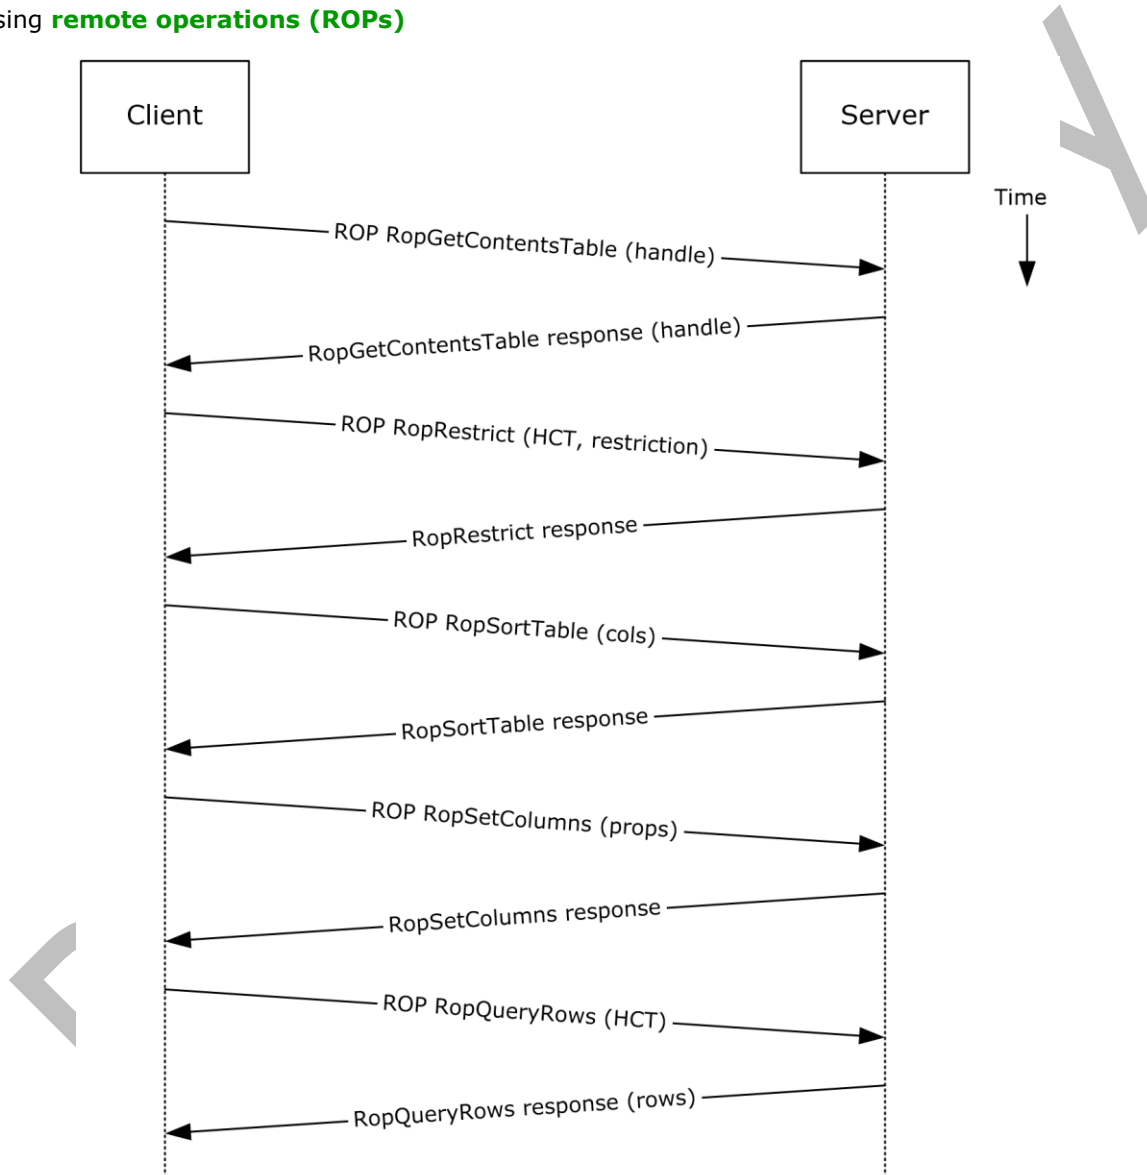 sing remote operations (ROPs)
Client
Server
Time
ROP RopGetContentsTable (handle)
RopGetContentsTable response (handle)
ROP RopRestrict (HCT, restriction)
RopRestrict response
ROP RopSortTable (cols)
RopSortTable response
ROP RopSetColumns (props)
RopSetColumns response
ROP RopQueryRows (HCT)
RopQueryRows response (rows)